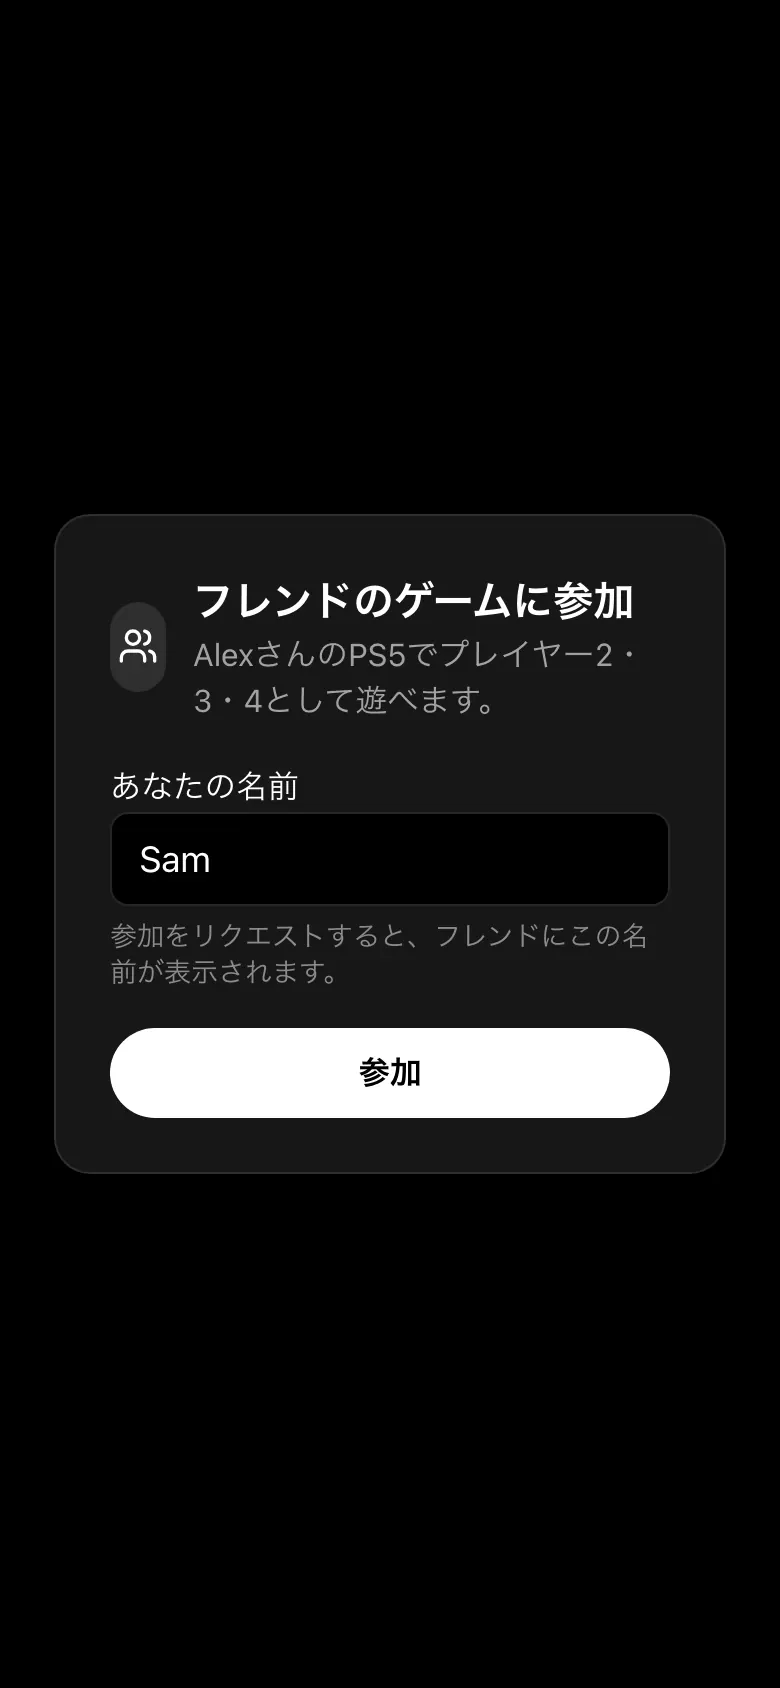 フレンドのゲームに参加
AlexさんのPS5でプレイヤー2・
3・4として遊べます。
あなたの名前
Sam
参加をリクエストすると、フレンドにこの名
前が表示されます。
参加